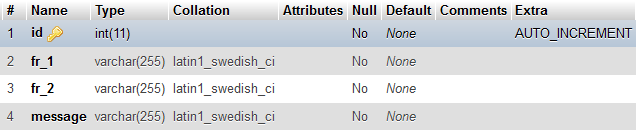 # Name Type Collation Attributes Null Default Comments Extra
1 id int(11) No None AUTO_INCREMENT
2 fr_1 varchar(255) latin1_swedish_ci No None
3 fr_2 varchar(255) latin1_swedish_ci No None
4 message varchar(255) latin1_swedish_ci No None